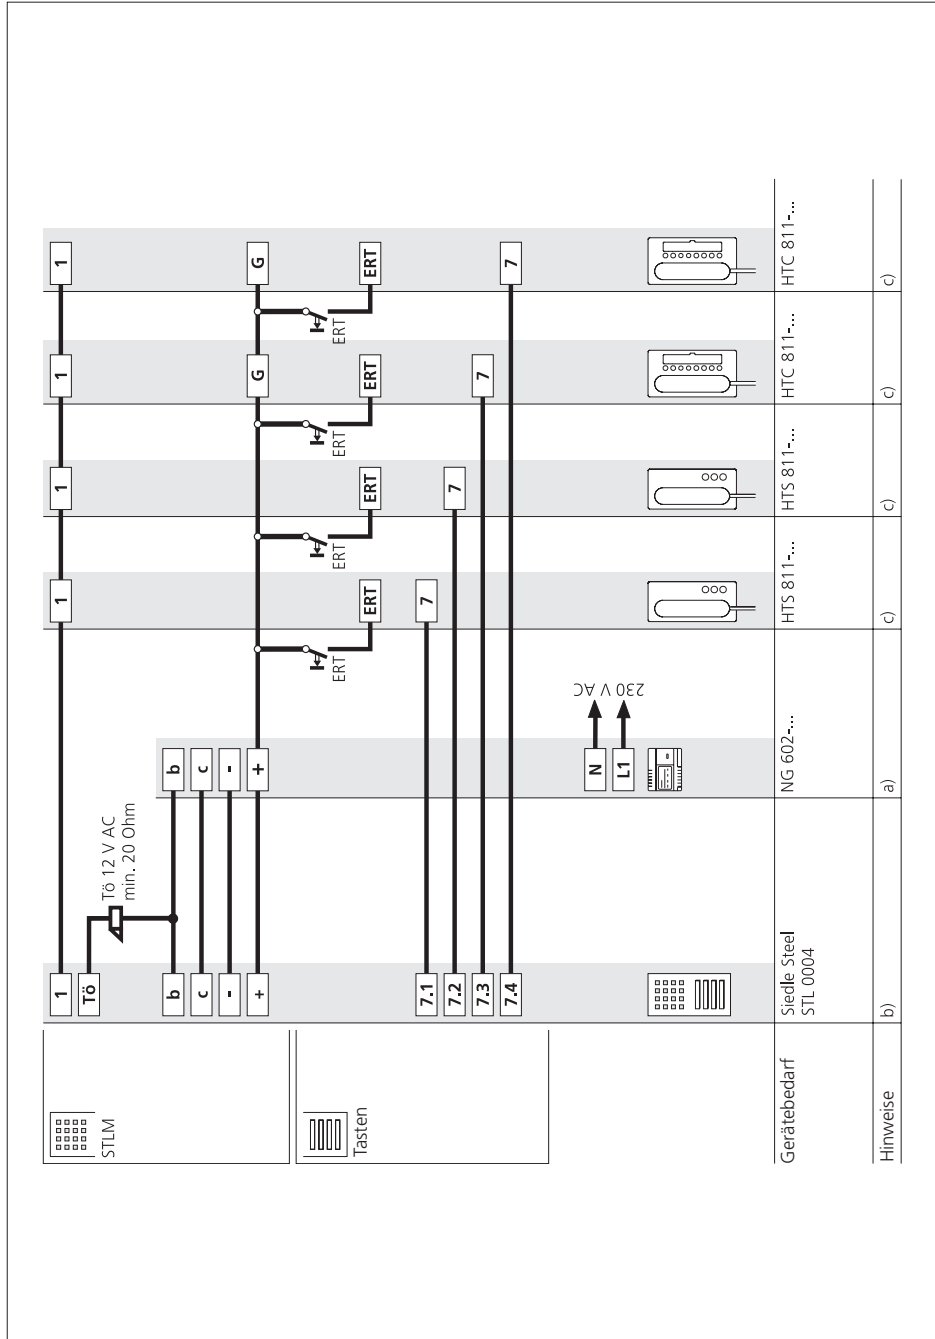 STLM
Tasten
Gerätebedarf
Hinweise
1
Tö
b
c
-
+
7.1
7.2
7.3
7.4
Siedle Steel
STL 0004
b)
Tö 12 V AC
min. 20 Ohm
b
c
-
+
N
L1
230 V AC
NG 602-...
a)
ERT
1
ERT
7
HTS 811-...
c)
ERT
1
ERT
7
HTS 811-...
c)
ERT
1
G
ERT
7
HTC 811-...
c)
ERT
1
G
ERT
7
HTC 811-...
c)